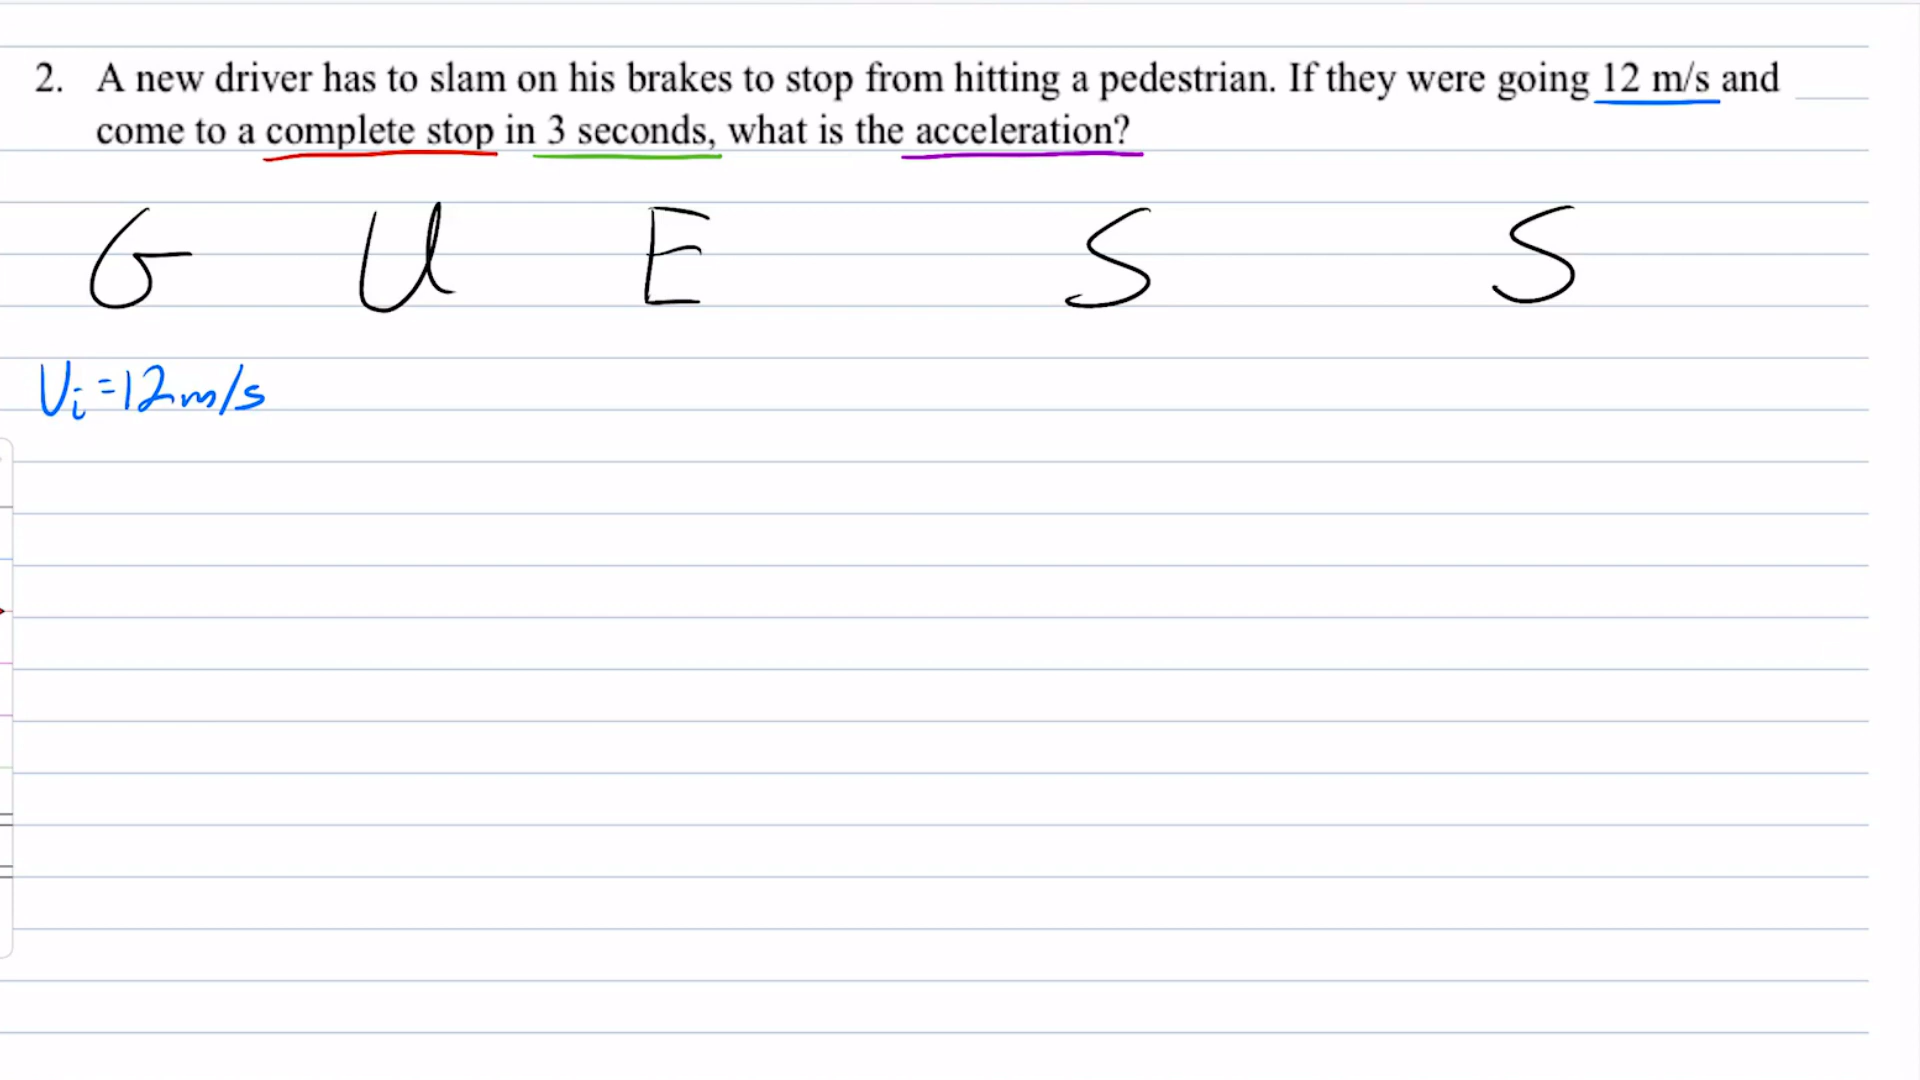 2. A new driver has to slam on his brakes to stop from hitting a pedestrian. If they were going 12 m/s and
come to a complete stop in 3 seconds, what is the acceleration?
G U E S S
Vi=12m/s